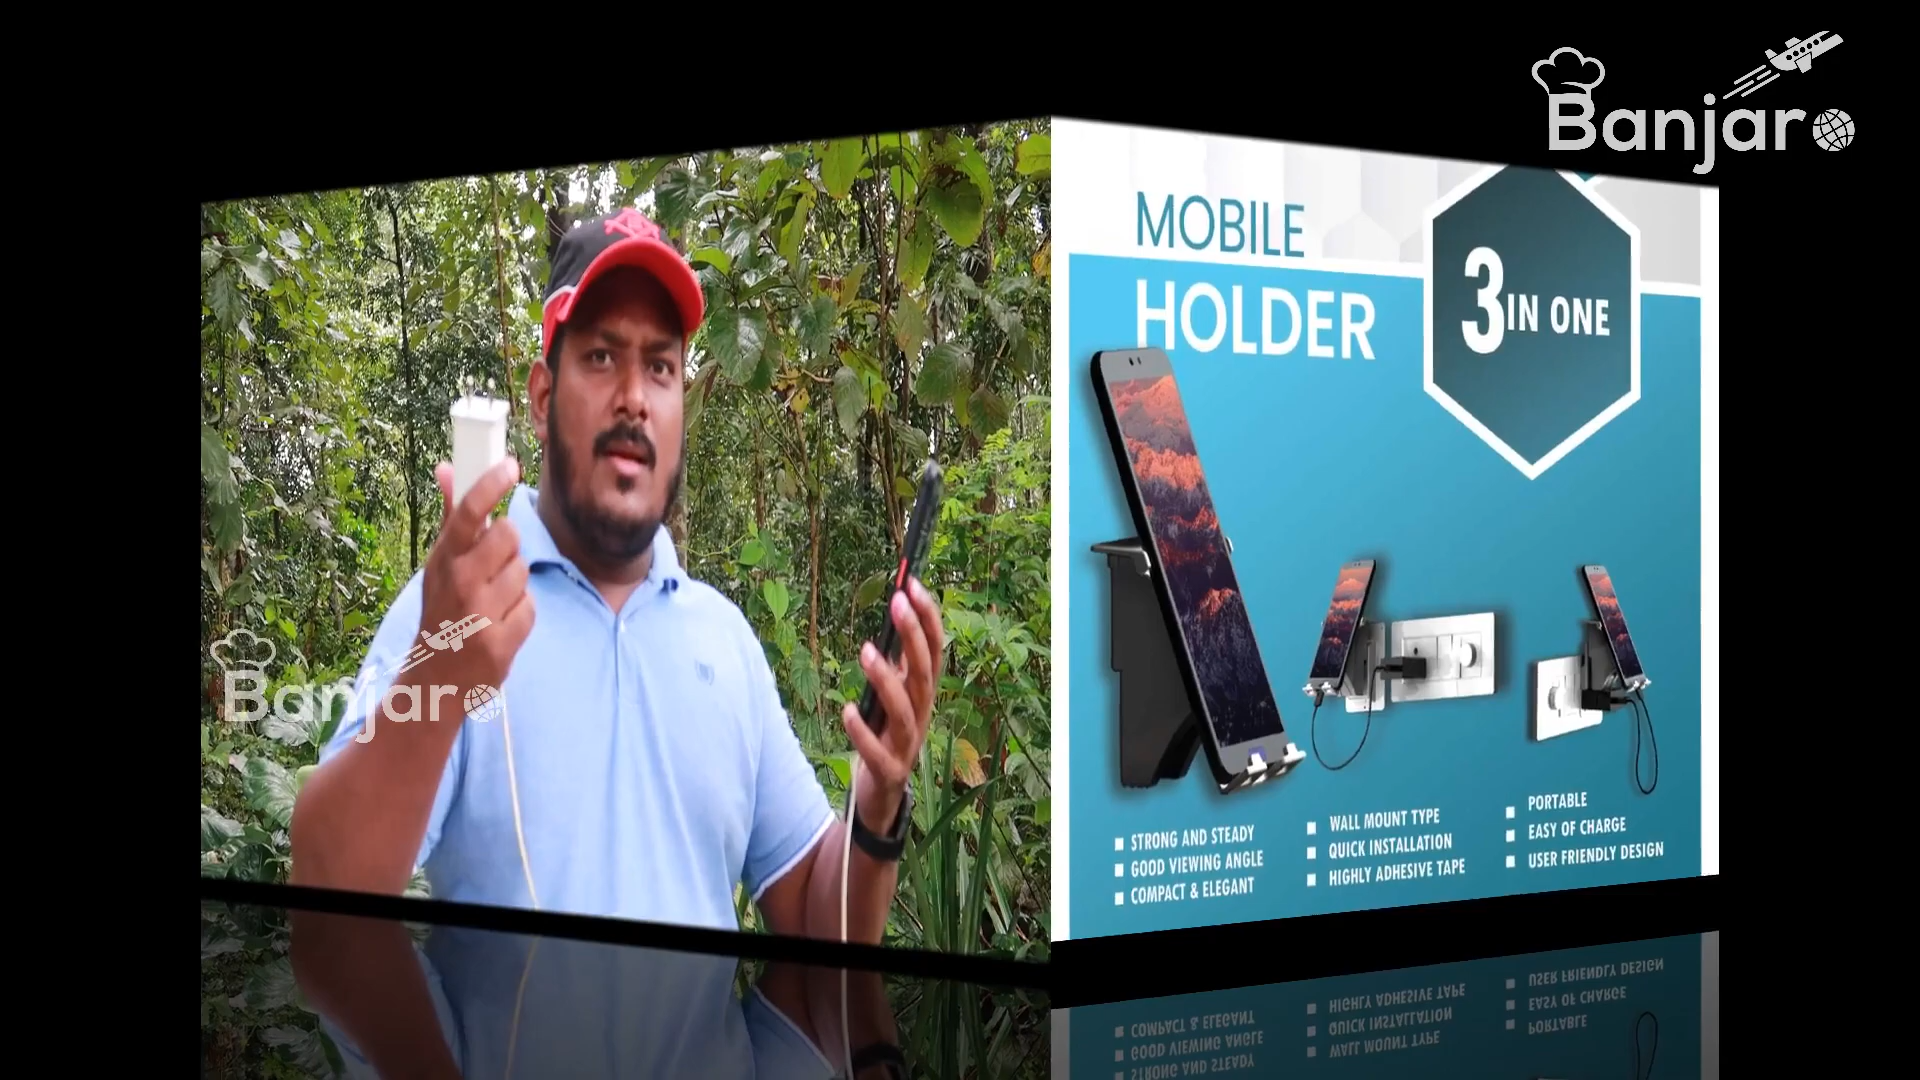 Banjaro
MOBILE
HOLDER
3 IN ONE
STRONG AND STEADY
GOOD VIEWING ANGLE
COMPACT & ELEGANT
WALL MOUNT TYPE
QUICK INSTALLATION
HIGHLY ADHESIVE TAPE
PORTABLE
EASY OF CHARGE
USER FRIENDLY DESIGN
Banjaro